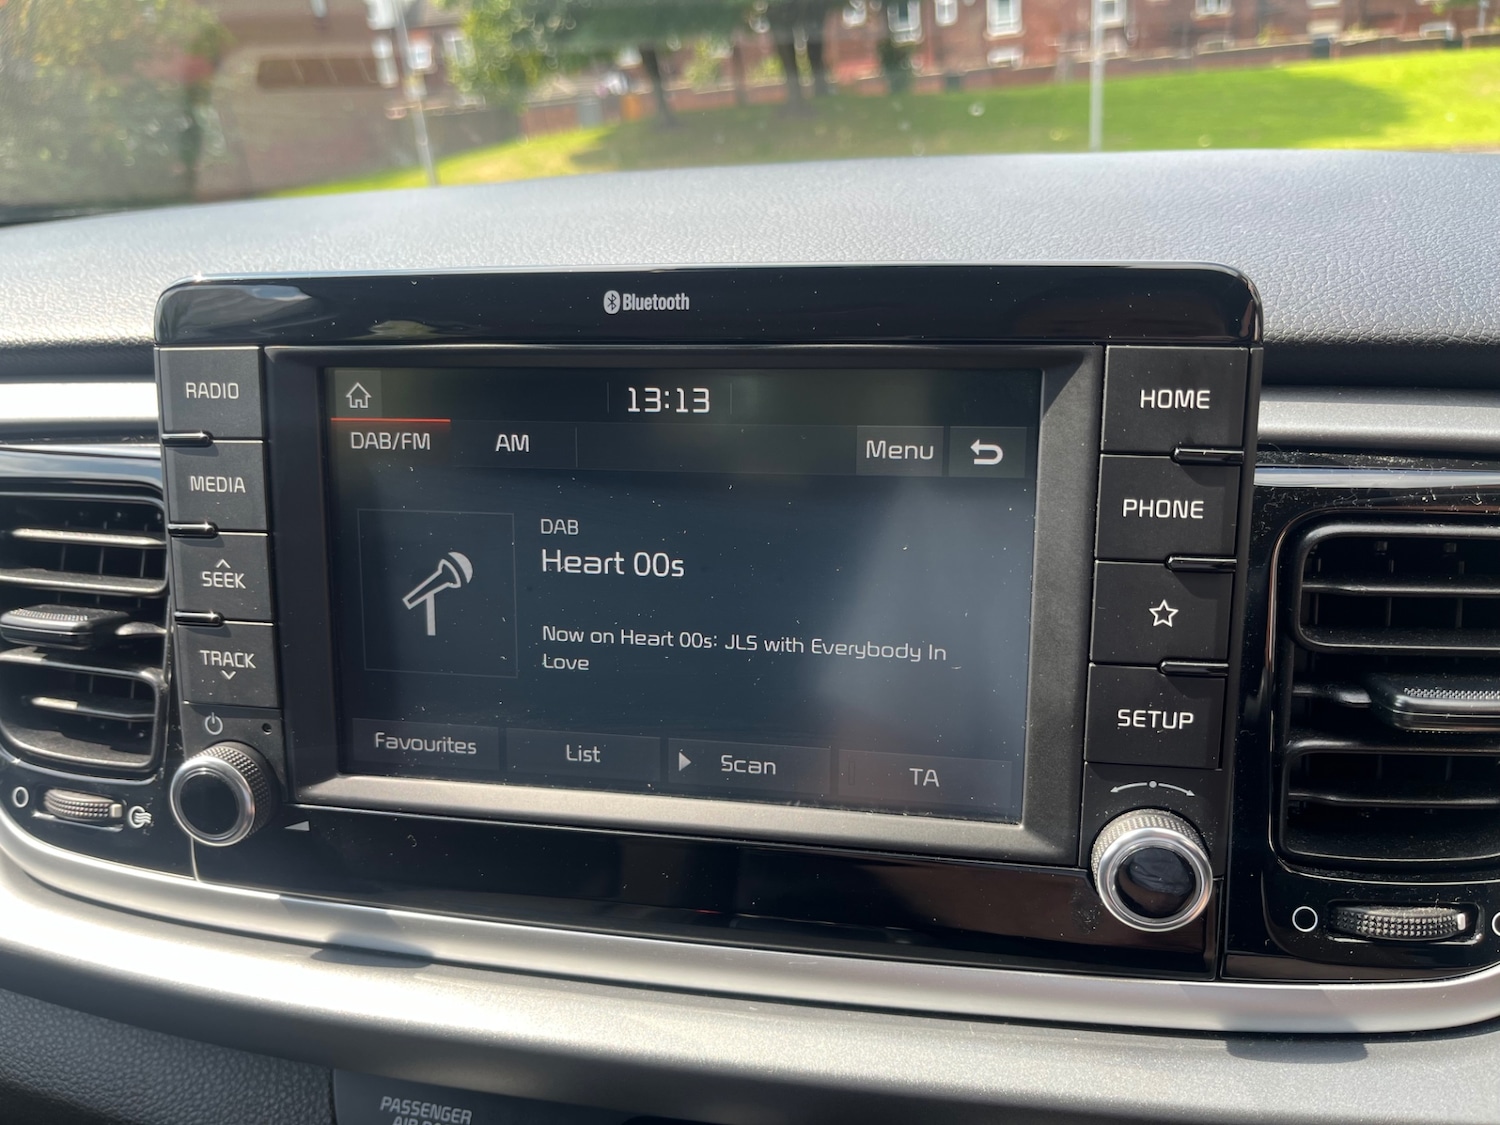 Bluetooth
RADIO
MEDIA
SEEK
TRACK
13:13
DAB/FM
AM
Menu
DAB
Heart 00s
Now on Heart 00s: JLS with Everybody In
Love
Favourites
List
Scan
TA
HOME
PHONE
SETUP
PASSENGER